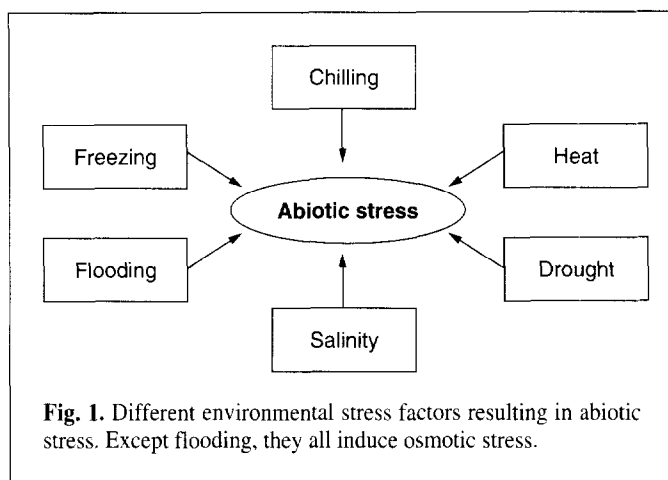 Chilling
Freezing
Heat
Abiotic stress
Flooding
Drought
Salinity
Fig. 1. Different environmental stress factors resulting in abiotic
stress. Except flooding, they all induce osmotic stress.